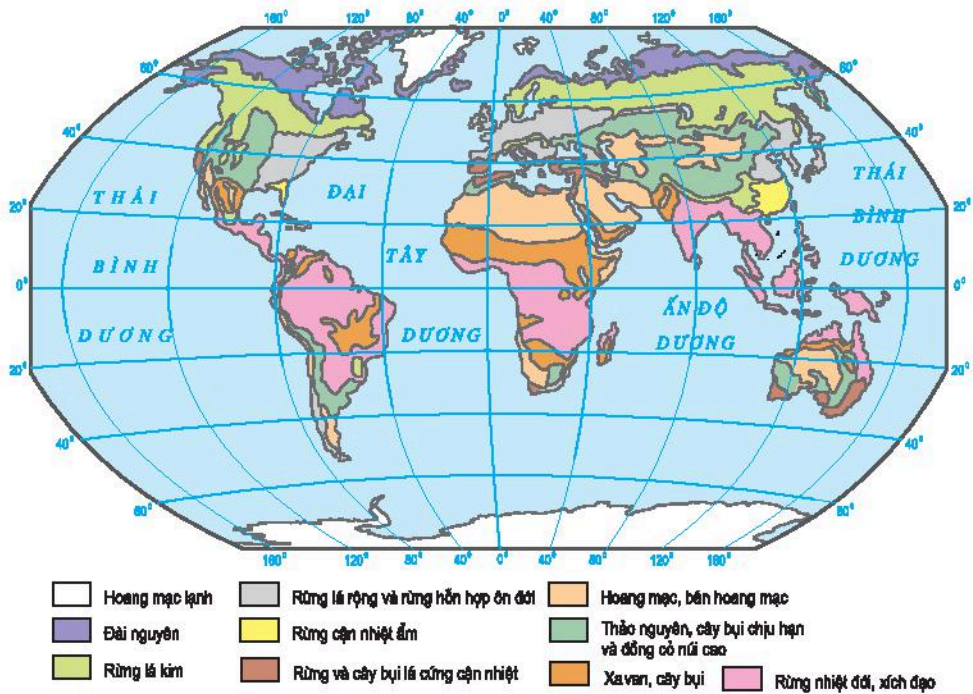 160° 120° 80° 40° 0° 40° 80° 120° 160°
60° 60°
40° 40°
THÁI ĐẠI THÁI
20° 20°
BÌNH
BÌNH TÂY DƯƠNG
0° 0°
ẤN ĐỘ
DƯƠNG DƯƠNG DƯƠNG
20° 20°
40° 40°
60° 60°
160° 120° 80° 40° 0° 40° 80° 120° 160°
Hoang mạc lạnh
Đài nguyên
Rừng lá kim
Rừng lá rộng và rừng hỗn hợp ôn đới
Rừng cận nhiệt ẩm
Rừng và cây bụi lá cứng cận nhiệt
Hoang mạc, bán hoang mạc
Thảo nguyên, cây bụi chịu hạn
và đồng cỏ núi cao
Xavan, cây bụi
Rừng nhiệt đới, xích đạo